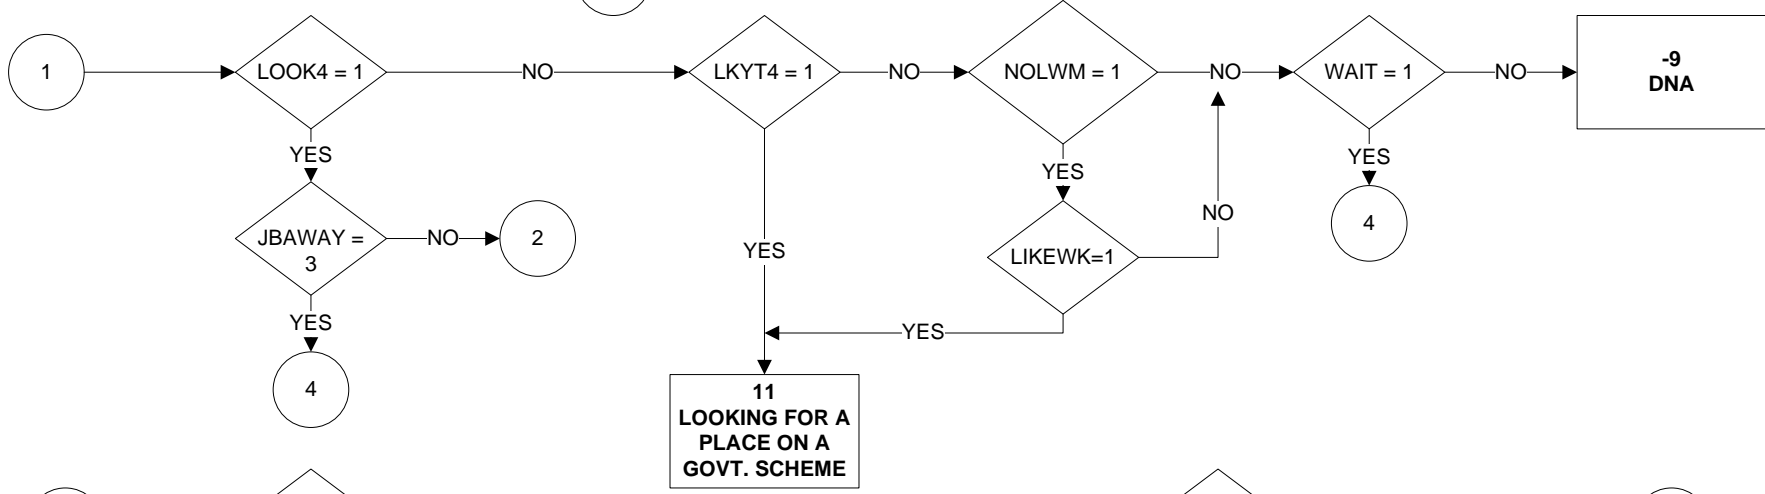 1
LOOK4 = 1
NO
LKYT4 = 1
NO
NOLWM = 1
NO
WAIT = 1
NO
-9
DNA
YES
YES
YES
JBAWAY =
3
NO
2
YES
NO
4
LIKEWK=1
YES
YES
4
11
LOOKING FOR A
PLACE ON A
GOVT. SCHEME